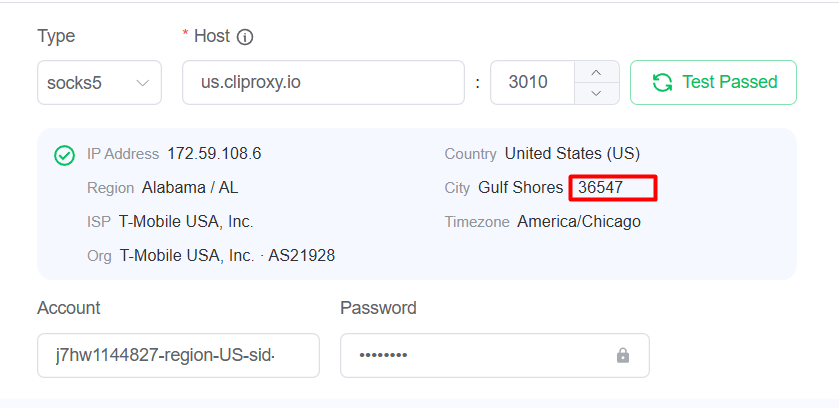 Type * Host
socks5 us.cliproxy.io : 3010 Test Passed
IP Address 172.59.108.6 Country United States (US)
Region Alabama / AL City Gulf Shores 36547
ISP T-Mobile USA, Inc. Timezone America/Chicago
Org T-Mobile USA, Inc. · AS21928
Account Password
j7hw1144827-region-US-sid- ••••••••